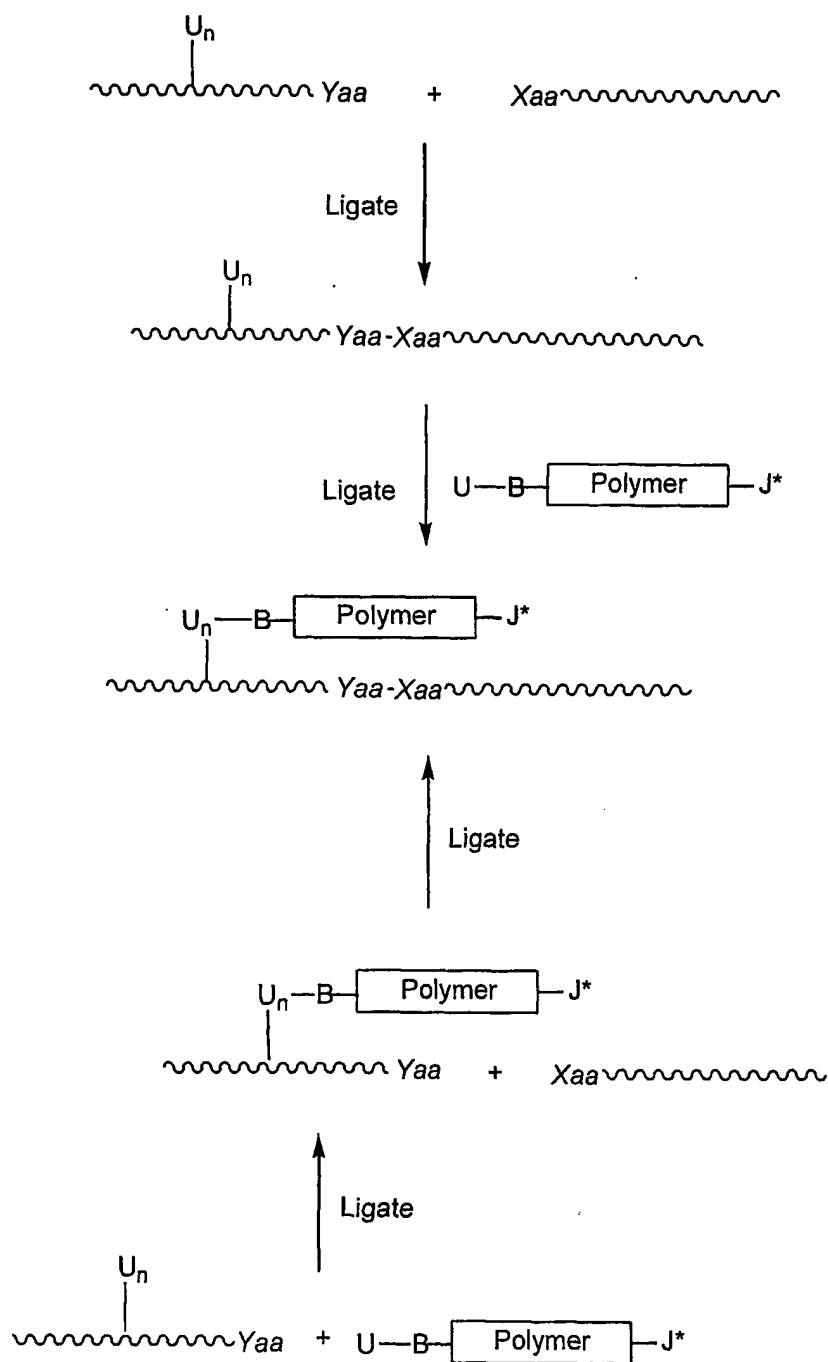 Un
Yaa + Xaa
Ligate
Un
Yaa-Xaa
Ligate U—B—Polymer—J*
Un—B—Polymer—J*
Yaa-Xaa
Ligate
Un—B—Polymer—J*
Yaa + Xaa
Ligate
Un
Yaa + U—B—Polymer—J*